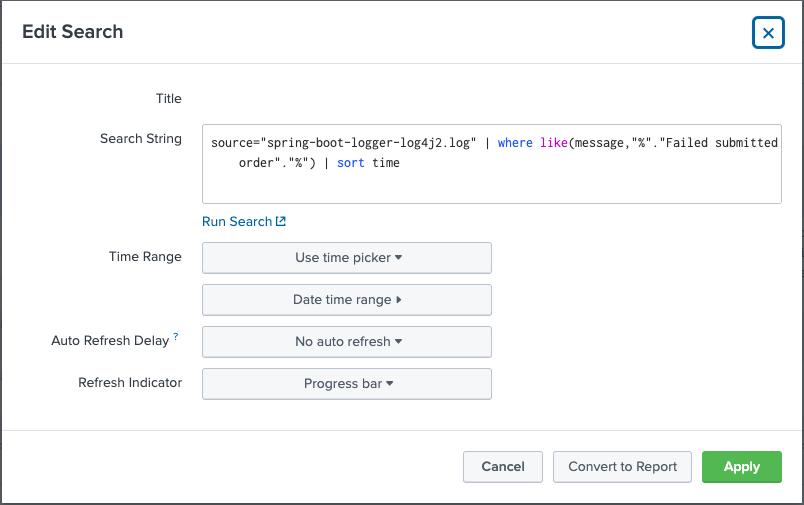 Edit Search
Title
Search String
source="spring-boot-logger-log4j2.log" | where like(message,"%"."Failed submitted
order"."%") | sort time
Run Search
Time Range
Use time picker
Date time range
Auto Refresh Delay ?
No auto refresh
Refresh Indicator
Progress bar
Cancel
Convert to Report
Apply